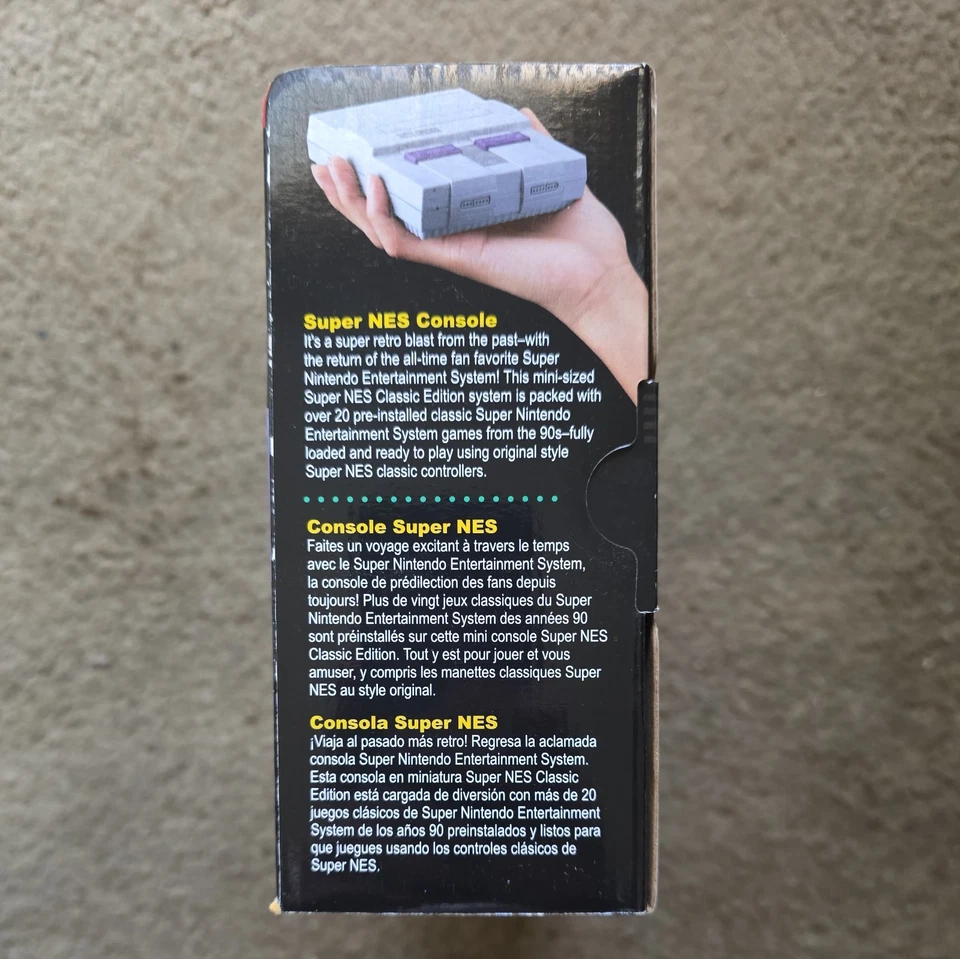 Super NES Console
It's a super retro blast from the past–with
the return of the all-time fan favorite Super
Nintendo Entertainment System! This mini-sized
Super NES Classic Edition system is packed with
over 20 pre-installed classic Super Nintendo
Entertainment System games from the 90s–fully
loaded and ready to play using original style
Super NES classic controllers.
Console Super NES
Faites un voyage excitant à travers le temps
avec le Super Nintendo Entertainment System,
la console de prédilection des fans depuis
toujours! Plus de vingt jeux classiques du Super
Nintendo Entertainment System des années 90
sont préinstallés sur cette mini console Super NES
Classic Edition. Tout y est pour jouer et vous
amuser, y compris les manettes classiques Super
NES au style original.
Consola Super NES
¡Viaja al pasado más retro! Regresa la aclamada
consola Super Nintendo Entertainment System.
Esta consola en miniatura Super NES Classic
Edition está cargada de diversión con más de 20
juegos clásicos de Super Nintendo Entertainment
System de los años 90 preinstalados y listos para
que juegues usando los controles clásicos de
Super NES.